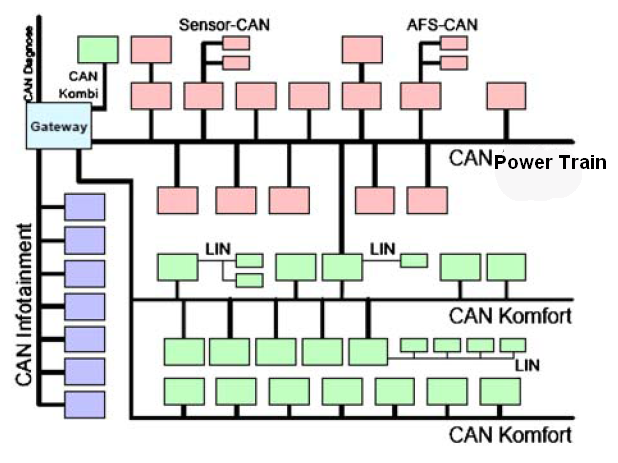 CAN Diagnose
Sensor-CAN
AFS-CAN
CAN
Kombi
Gateway
CAN Power Train
CAN Infotainment
LIN
LIN
CAN Komfort
LIN
CAN Komfort